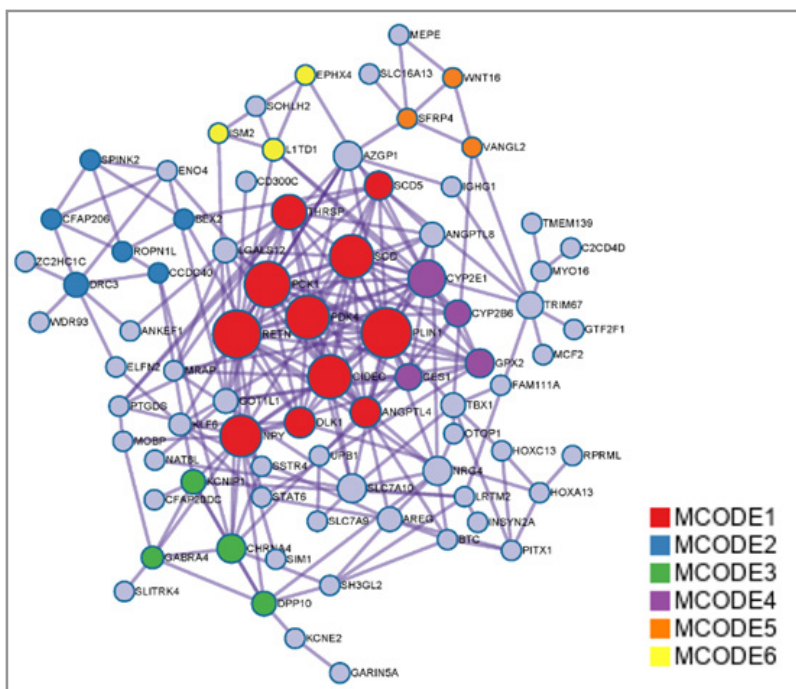 MEPE
SLC16A13
WNT16
EPHX4
SOHLH2
SFRP4
ISM2
VANGL2
L1TD1
AZGP1
SPINK2
ENO4
CD300C
SCD5
IGHG1
THRSP
CFAP206
BEX2
ANGPTL8
TMEM139
ROPN1L
LGALS12
SCD
C2CD4D
ZC2HC1C
CCDC40
CYP2E1
MYO16
DRC3
PCK1
TRIM67
CYP2B6
WDR93
ANKEF1
PDK4
RETN
PLIN1
GTF2F1
MCF2
ELFN2
MRAP
GPX2
CIDEC
CES1
FAM111A
PTGDS
GOT1L1
TBX1
ANGPTL4
KLF6
DLK1
MOBP
NPY
OTOP1
NAT8L
SSTR4
UPB1
HOXC13
RPRML
KCNIP1
SLC7A10
NRG4
CFAP20DC
STAT6
LRTM2
HOXA13
SLC7A9
AREG
INSYN2A
BTC
PITX1
GABRA4
CHRNA4
SIM1
SLITRK4
SH3GL2
DPP10
KCNE2
GARIN5A
MCODE1
MCODE2
MCODE3
MCODE4
MCODE5
MCODE6